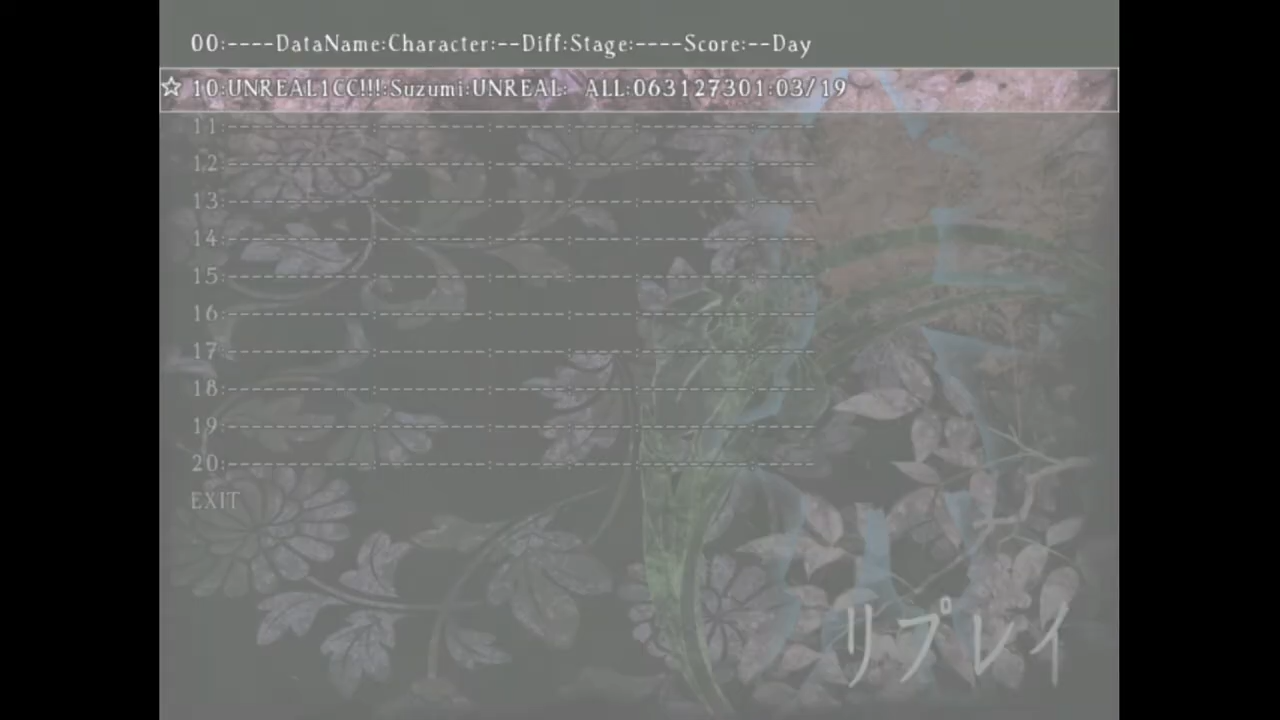 00:----DataName:Character:--Diff:Stage:----Score:--Day
☆ 10:UNREAL1CC!!!:Suzumi:UNREAL: ALL:063127301:03/19
11:---------------:-----------:-------:------:-----------:------
12:---------------:-----------:-------:------:-----------:------
13:---------------:-----------:-------:------:-----------:------
14:---------------:-----------:-------:------:-----------:------
15:---------------:-----------:-------:------:-----------:------
16:---------------:-----------:-------:------:-----------:------
17:---------------:-----------:-------:------:-----------:------
18:---------------:-----------:-------:------:-----------:------
19:---------------:-----------:-------:------:-----------:------
20:---------------:-----------:-------:------:-----------:------
EXIT
リプレイ